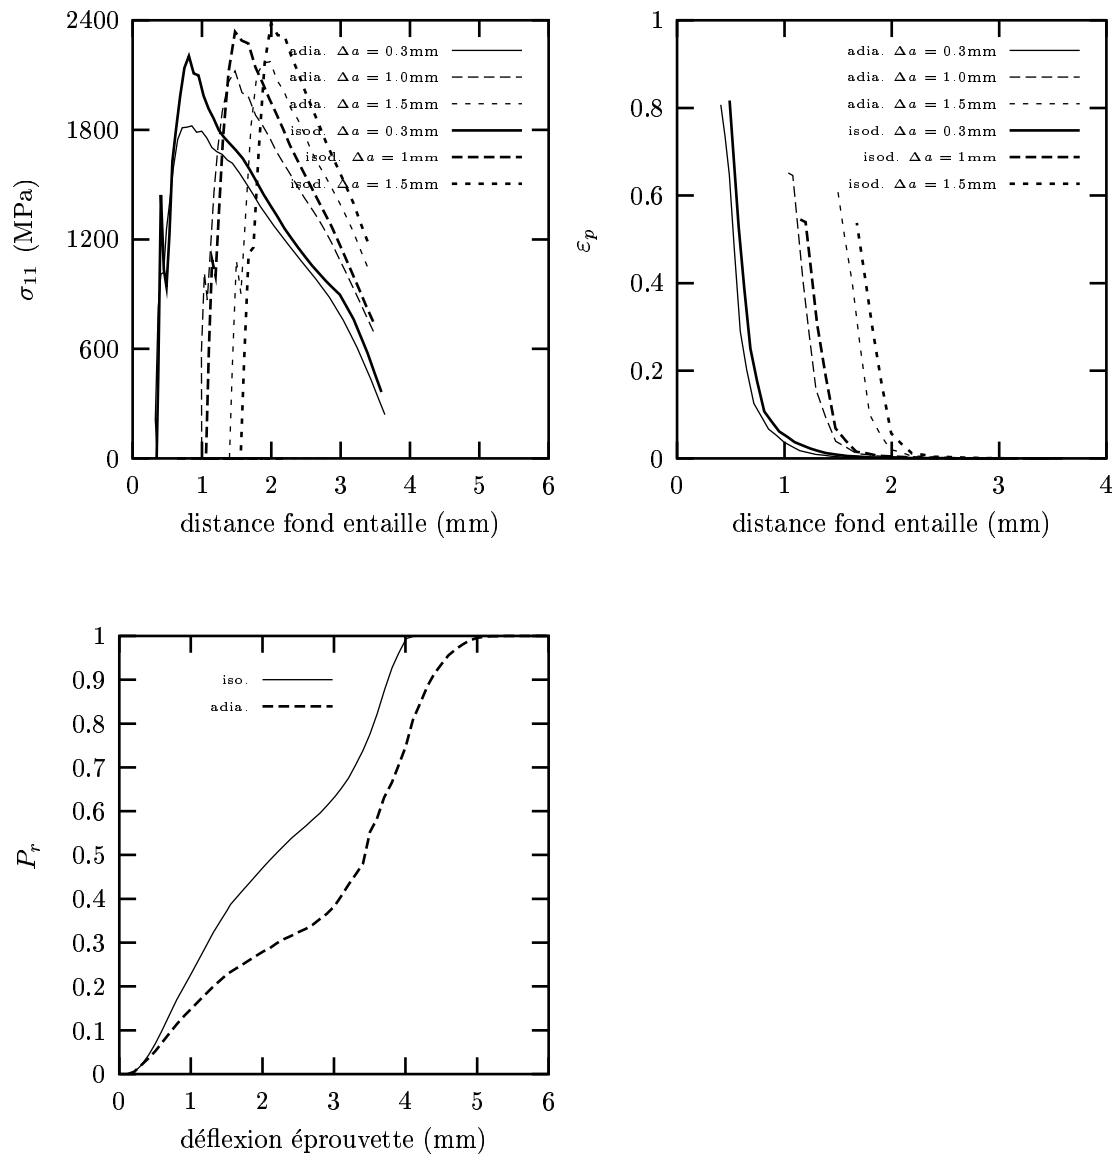 2400
1800
1200
600
0
σ11 (MPa)
adia. Δa = 0.3mm
adia. Δa = 1.0mm
adia. Δa = 1.5mm
isod. Δa = 0.3mm
isod. Δa = 1mm
isod. Δa = 1.5mm
0 1 2 3 4 5 6
distance fond entaille (mm)
1
0.8
0.6
0.4
0.2
0
εp
adia. Δa = 0.3mm
adia. Δa = 1.0mm
adia. Δa = 1.5mm
isod. Δa = 0.3mm
isod. Δa = 1mm
isod. Δa = 1.5mm
0 1 2 3 4
distance fond entaille (mm)
1
0.9
0.8
0.7
0.6
0.5
0.4
0.3
0.2
0.1
0
Pr
iso.
adia.
0 1 2 3 4 5 6
déflexion éprouvette (mm)